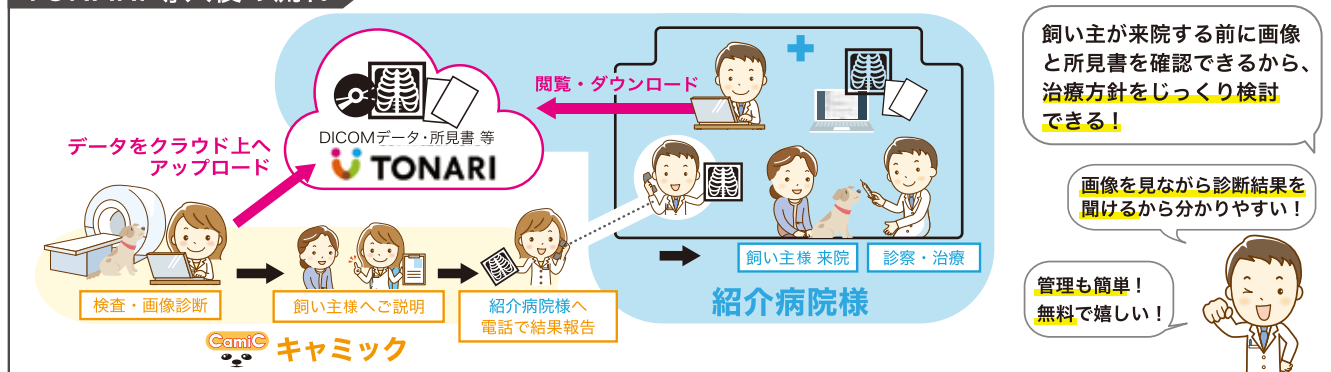 閲覧・ダウンロード
DICOMデータ・所見書 等
TONARI
データをクラウド上へ
アップロード
検査・画像診断
飼い主様へご説明
紹介病院様へ
電話で結果報告
CamiC
キャミック
飼い主様 来院
診察・治療
紹介病院様
飼い主が来院する前に画像
と所見書を確認できるから、
治療方針をじっくり検討
できる！
画像を見ながら診断結果を
聞けるから分かりやすい！
管理も簡単！
無料で嬉しい！